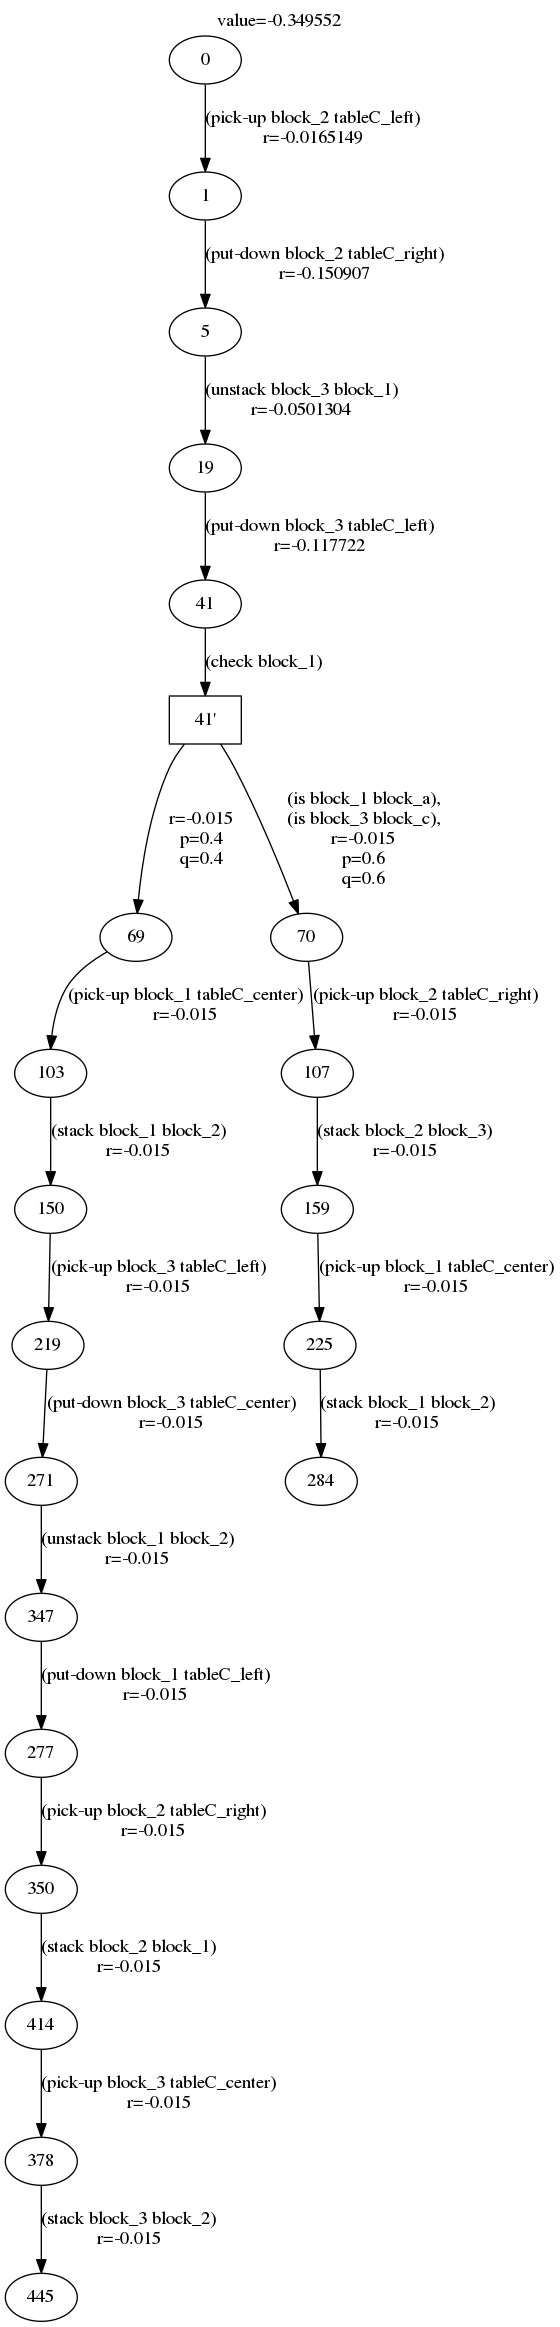 value=-0.349552
0
(pick-up block_2 tableC_left)
r=-0.0165149
1
(put-down block_2 tableC_right)
r=-0.150907
5
(unstack block_3 block_1)
r=-0.0501304
19
(put-down block_3 tableC_left)
r=-0.117722
41
(check block_1)
41'
r=-0.015
p=0.4
q=0.4
(is block_1 block_a),
(is block_3 block_c),
r=-0.015
p=0.6
q=0.6
69
70
(pick-up block_1 tableC_center)
r=-0.015
(pick-up block_2 tableC_right)
r=-0.015
103
107
(stack block_1 block_2)
r=-0.015
(stack block_2 block_3)
r=-0.015
150
159
(pick-up block_3 tableC_left)
r=-0.015
(pick-up block_1 tableC_center)
r=-0.015
219
225
(put-down block_3 tableC_center)
r=-0.015
(stack block_1 block_2)
r=-0.015
271
284
(unstack block_1 block_2)
r=-0.015
347
(put-down block_1 tableC_left)
r=-0.015
277
(pick-up block_2 tableC_right)
r=-0.015
350
(stack block_2 block_1)
r=-0.015
414
(pick-up block_3 tableC_center)
r=-0.015
378
(stack block_3 block_2)
r=-0.015
445